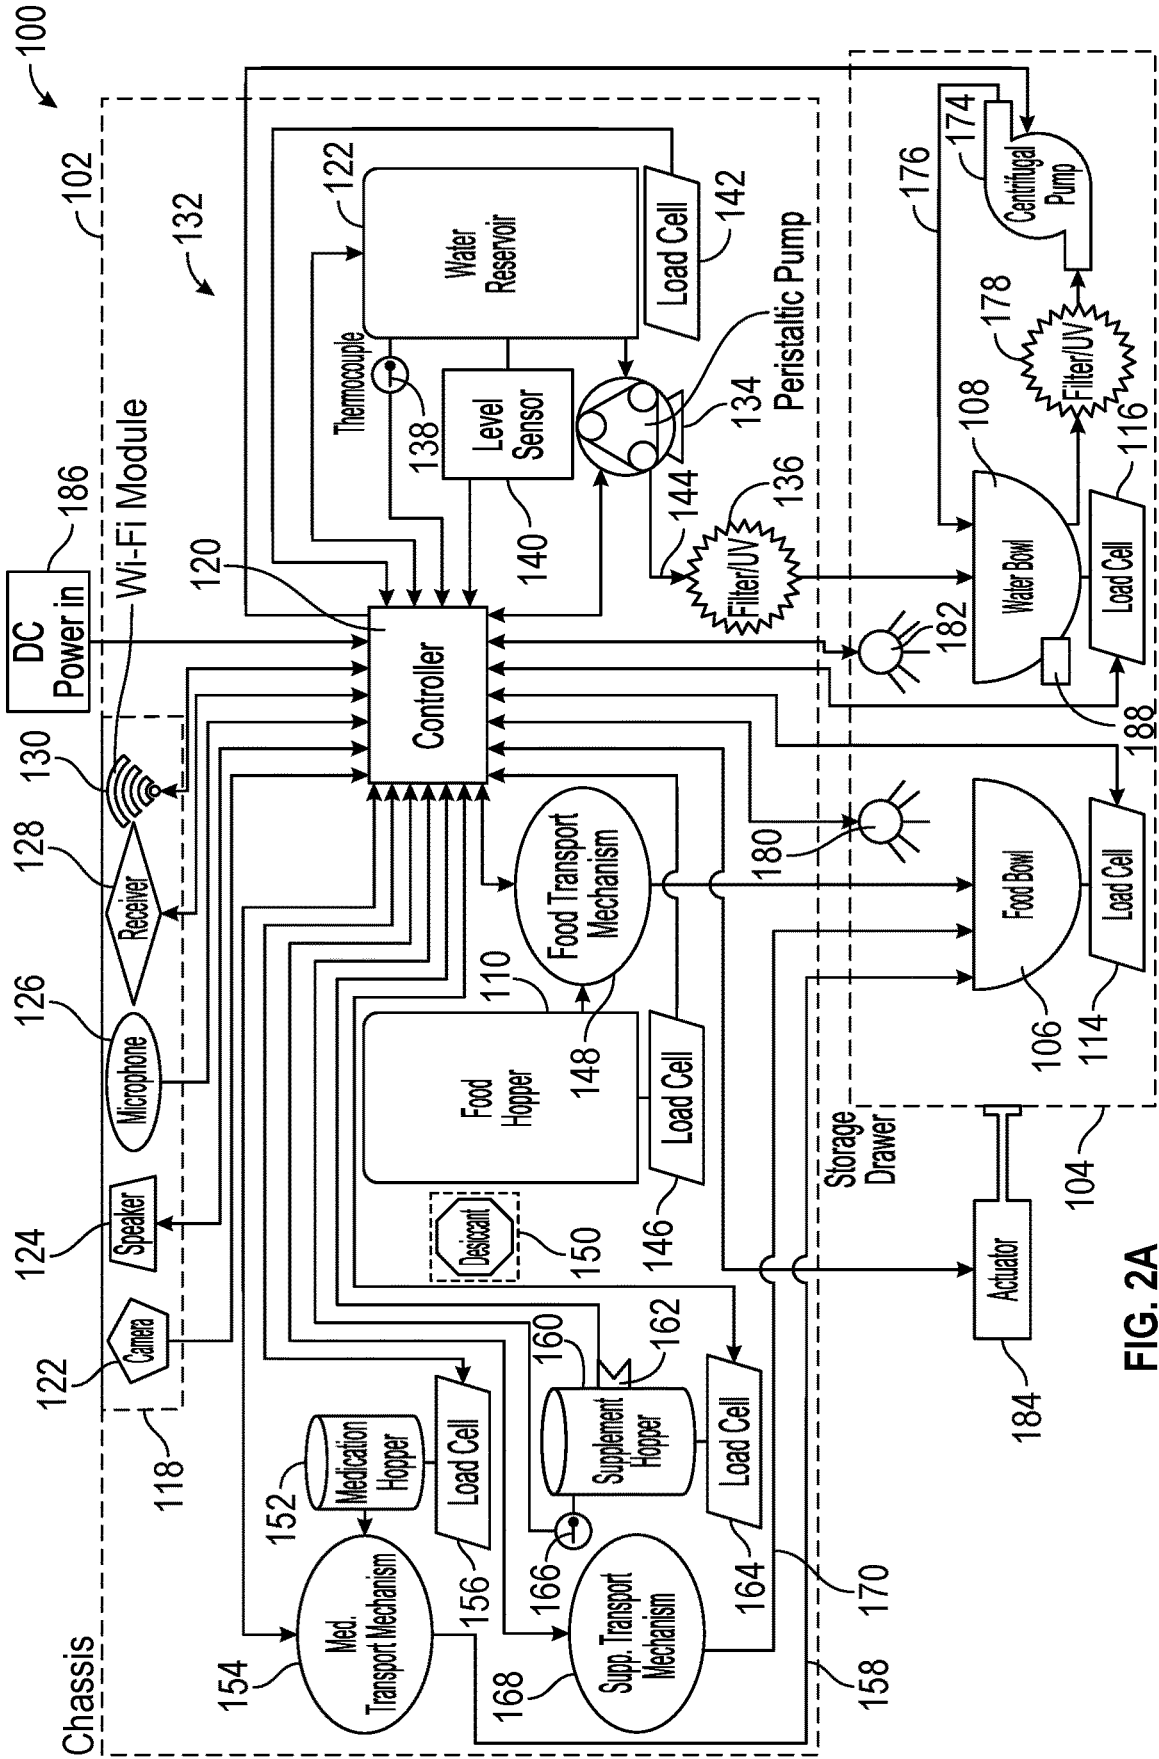 100
102
Chassis
DC
Power in
186
Wi-Fi Module
118
122
Camera
124
Speaker
126
Microphone
128
Receiver
130
120
Controller
132
122
Water
Reservoir
Thermocouple
138
Level
Sensor
140
Load Cell
142
Peristaltic Pump
134
144
Filter/UV
136
110
Food
Hopper
Load Cell
146
Food Transport
Mechanism
148
Desiccant
150
152
Medication
Hopper
Load Cell
156
154
Med.
Transport Mechanism
160
162
Supplement
Hopper
166
Load Cell
164
168
Supp. Transport
Mechanism
170
158
Storage
Drawer
104
Actuator
184
180
Food Bowl
106
Load Cell
114
182
188
Water Bowl
108
Load Cell
116
Filter/UV
178
176
174
Centrifugal
Pump
FIG. 2A